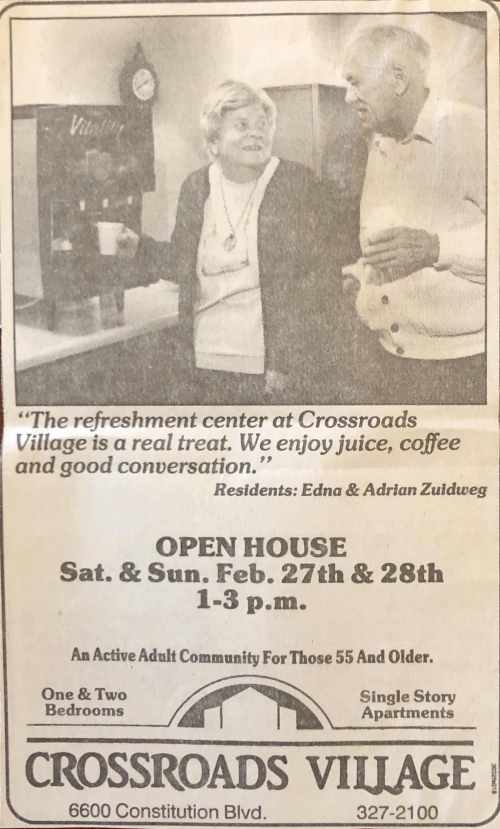 Vitality
"The refreshment center at Crossroads
Village is a real treat. We enjoy juice, coffee
and good conversation."
Residents: Edna & Adrian Zuidweg
OPEN HOUSE
Sat. & Sun. Feb. 27th & 28th
1-3 p.m.
An Active Adult Community For Those 55 And Older.
One & Two
Bedrooms
Single Story
Apartments
CROSSROADS VILLAGE
6600 Constitution Blvd.
327-2100